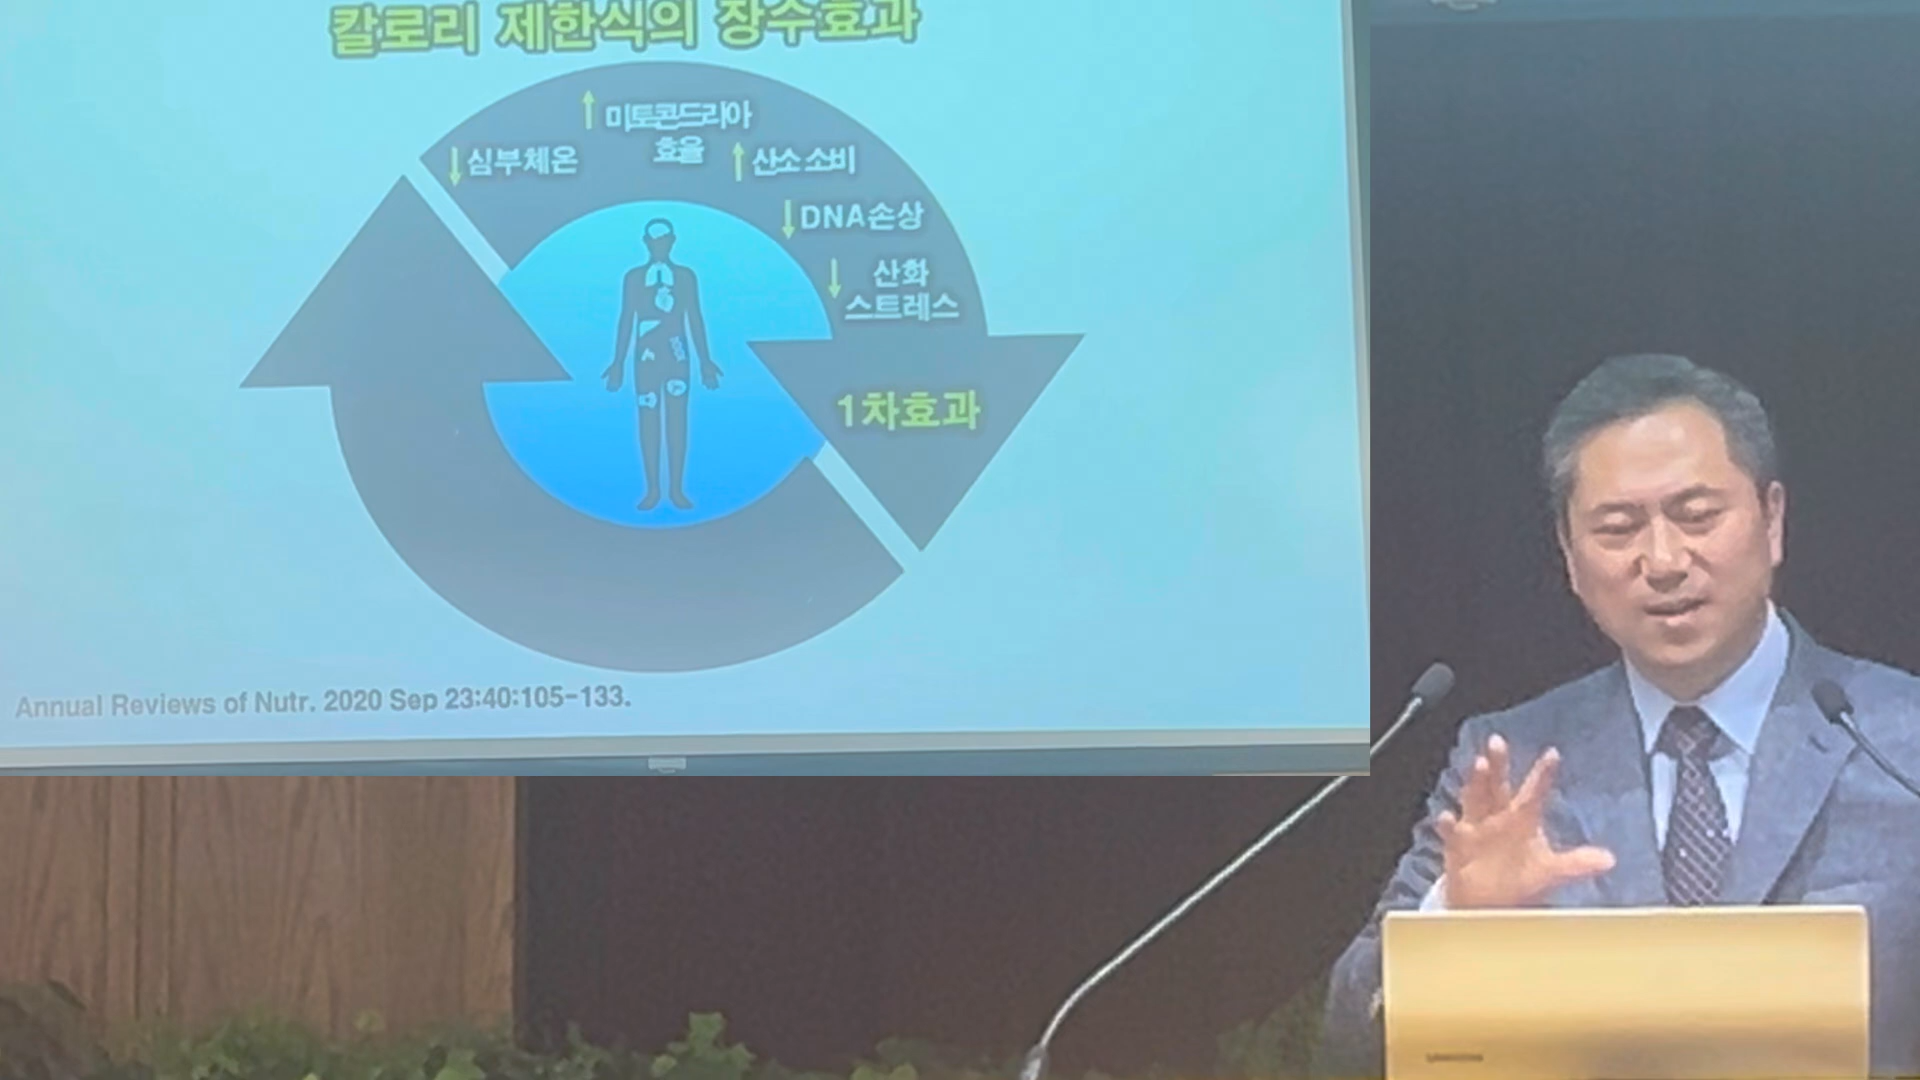 칼로리 제한식의 장수효과
↑ 미토콘드리아
효율
↓심부체온
↑산소 소비
↓DNA손상
↓ 산화
스트레스
1차효과
Annual Reviews of Nutr. 2020 Sep 23:40:105-133.